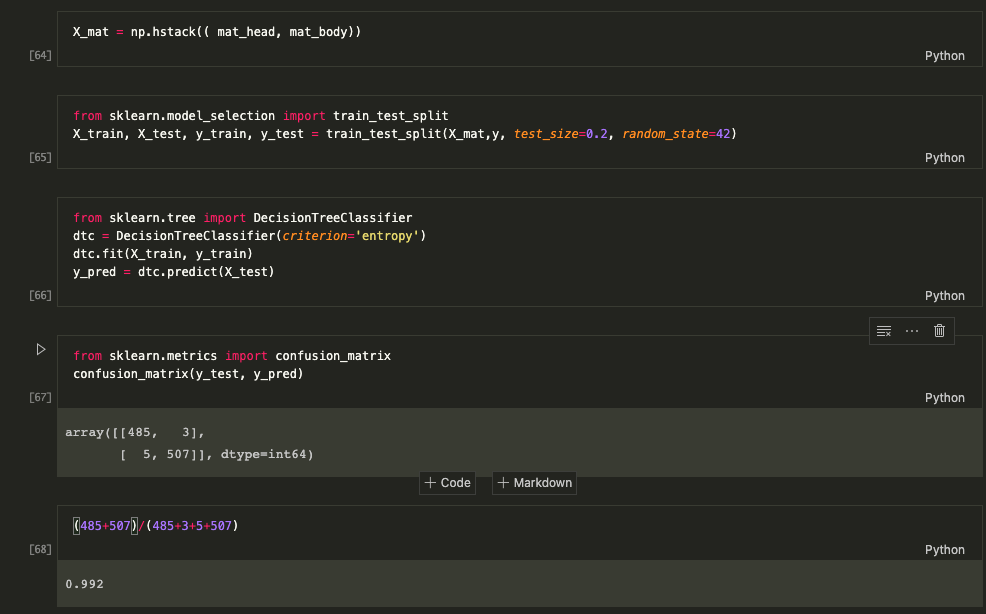 X_mat = np.hstack(( mat_head, mat_body))
[64]
Python
from sklearn.model_selection import train_test_split
X_train, X_test, y_train, y_test = train_test_split(X_mat,y, test_size=0.2, random_state=42)
[65]
Python
from sklearn.tree import DecisionTreeClassifier
dtc = DecisionTreeClassifier(criterion='entropy')
dtc.fit(X_train, y_train)
y_pred = dtc.predict(X_test)
[66]
Python
from sklearn.metrics import confusion_matrix
confusion_matrix(y_test, y_pred)
[67]
Python
array([[485,   3],
       [  5, 507]], dtype=int64)
+ Code + Markdown
(485+507)/(485+3+5+507)
[68]
Python
0.992